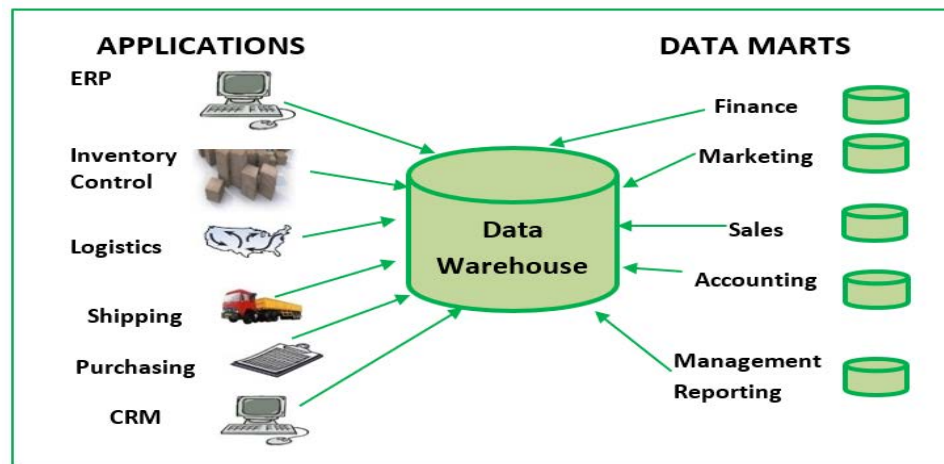 APPLICATIONS
ERP
Inventory
Control
Logistics
Shipping
Purchasing
CRM
Data
Warehouse
DATA MARTS
Finance
Marketing
Sales
Accounting
Management
Reporting